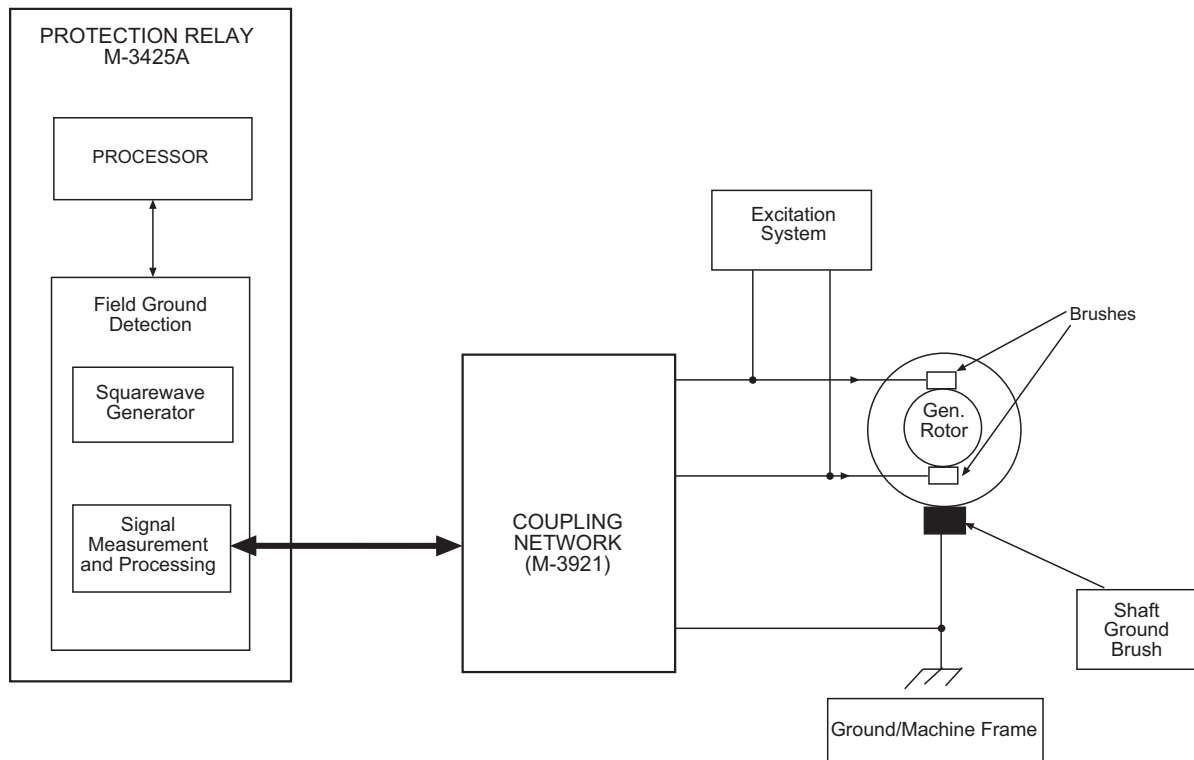 PROTECTION RELAY
M-3425A
PROCESSOR
Field Ground
Detection
Squarewave
Generator
Signal
Measurement
and Processing
COUPLING
NETWORK
(M-3921)
Excitation
System
Brushes
Gen.
Rotor
Shaft
Ground
Brush
Ground/Machine Frame